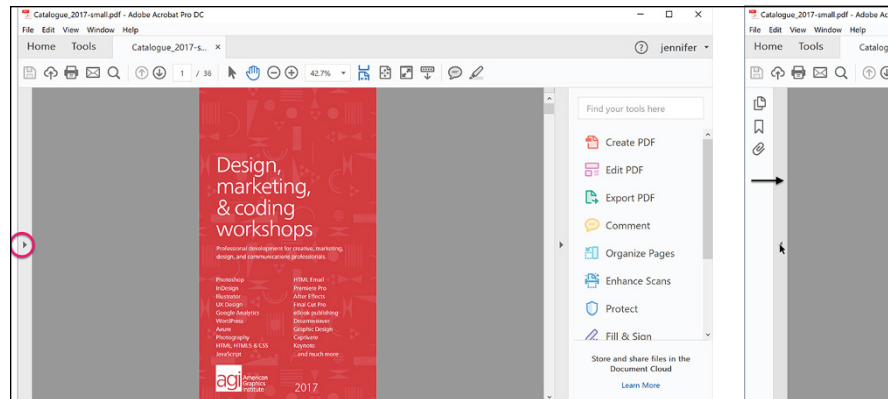 Catalogue_2017-small.pdf - Adobe Acrobat Pro DC
File Edit View Window Help
Home Tools Catalogue_2017-s... ×
? jennifer
1 / 36 42.7%
Design,
marketing,
& coding
workshops
Professional development for creative, marketing,
design, and communications professionals.
Photoshop
InDesign
Illustrator
UX Design
Google Analytics
WordPress
Axure
Photography
HTML, HTML5 & CSS
JavaScript
HTML Email
Premiere Pro
After Effects
Final Cut Pro
eBook publishing
Dreamweaver
Graphic Design
Captivate
Keynote
...and much more
agi
American
Graphics
Institute
2017
Find your tools here
Create PDF
Edit PDF
Export PDF
Comment
Organize Pages
Enhance Scans
Protect
Fill & Sign
Store and share files in the
Document Cloud
Learn More
Catalogue_2017-small.pdf - Adobe Ac
File Edit View Window Help
Home Tools Catalog